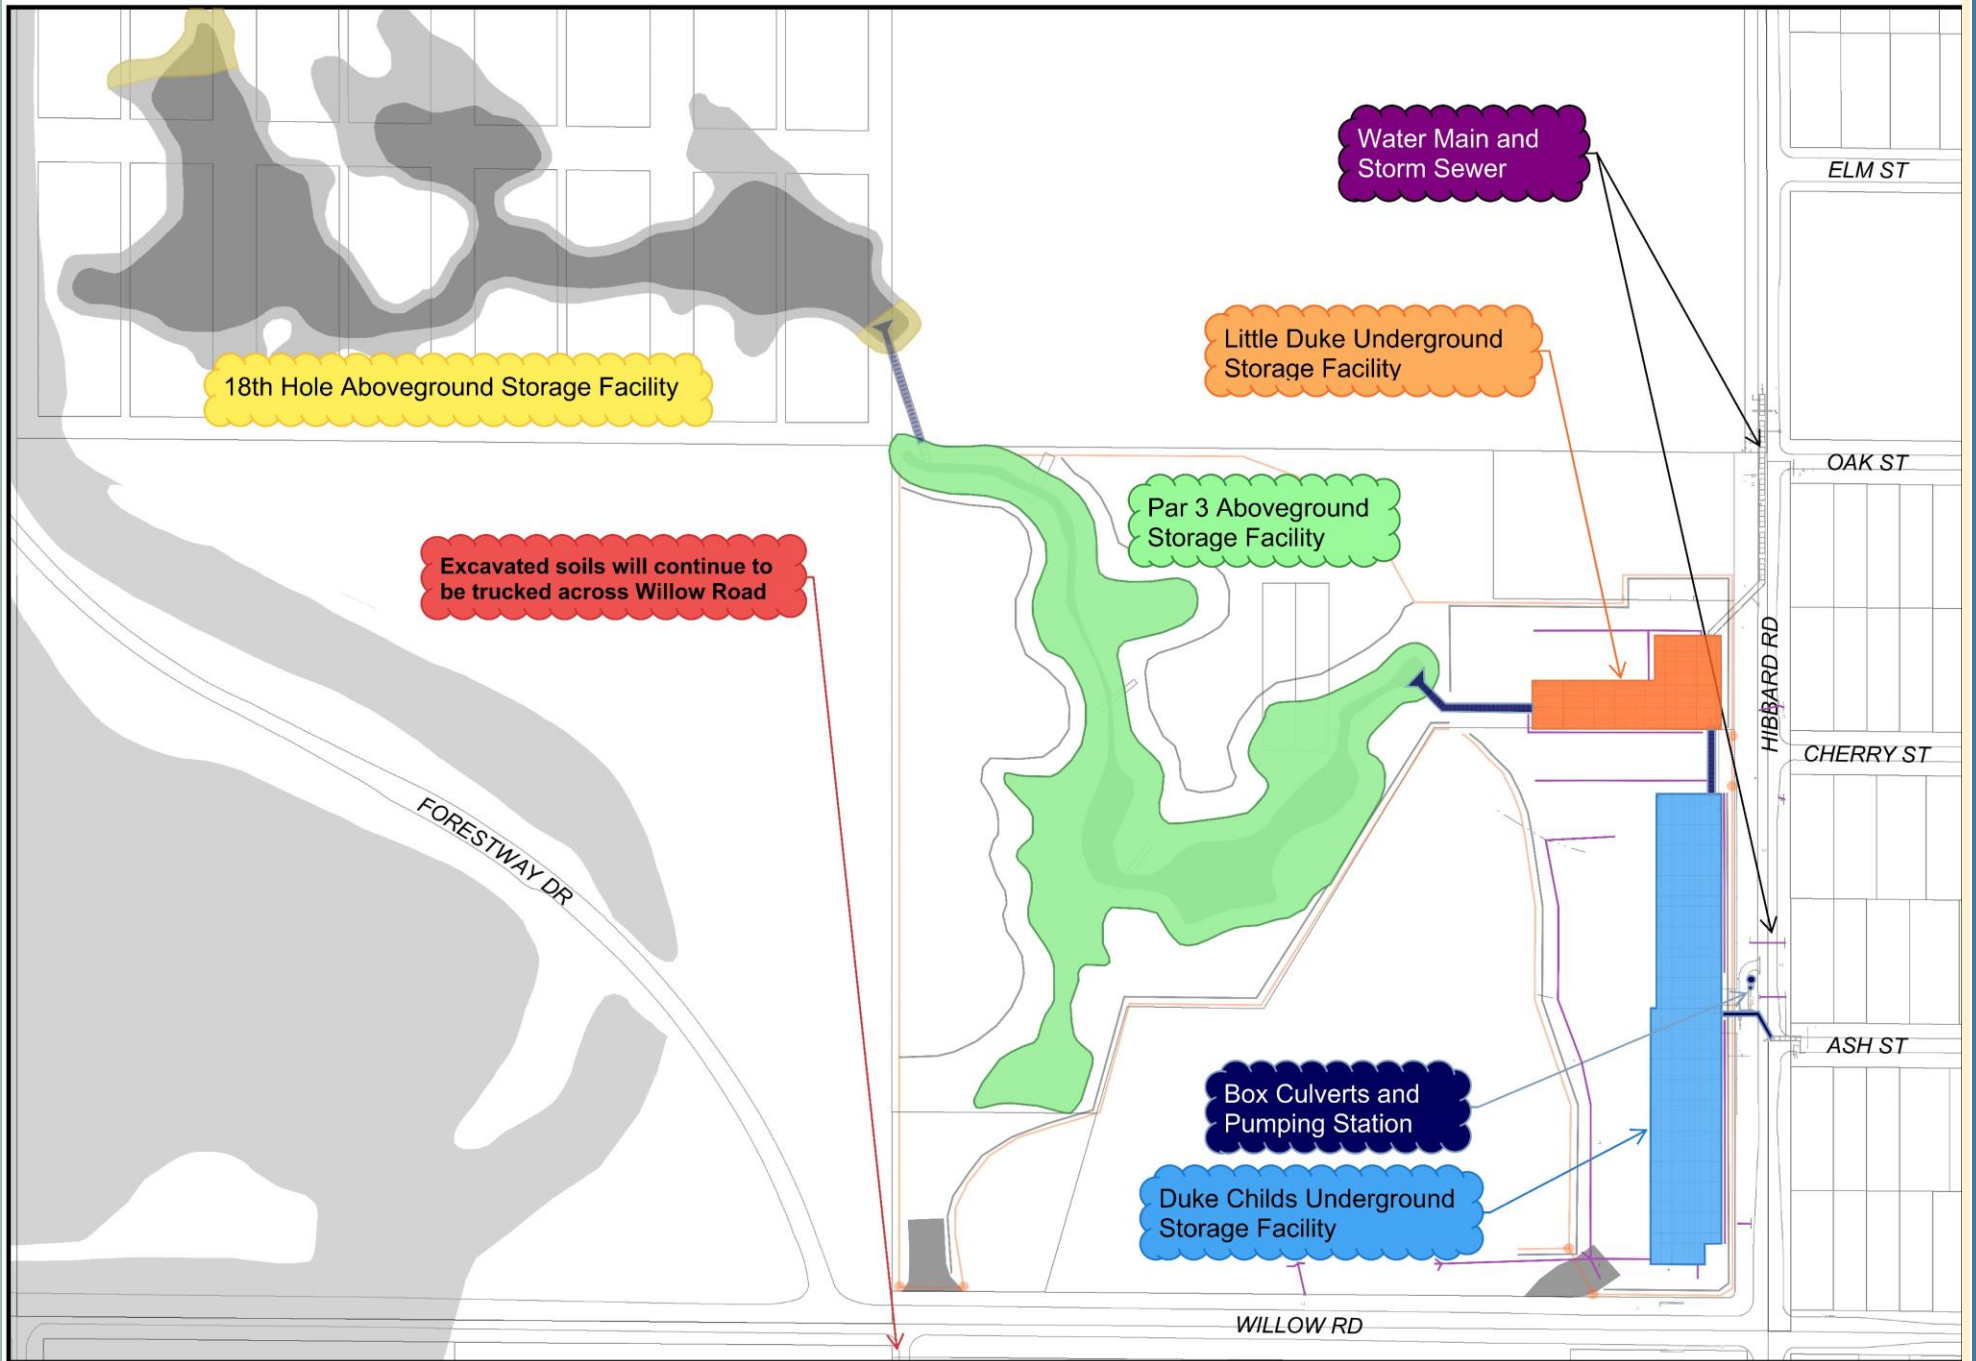 Water Main and
Storm Sewer
ELM ST
Little Duke Underground
Storage Facility
18th Hole Aboveground Storage Facility
OAK ST
Par 3 Aboveground
Storage Facility
Excavated soils will continue to
be trucked across Willow Road
HIBBARD RD
CHERRY ST
FORESTWAY DR
ASH ST
Box Culverts and
Pumping Station
Duke Childs Underground
Storage Facility
WILLOW RD